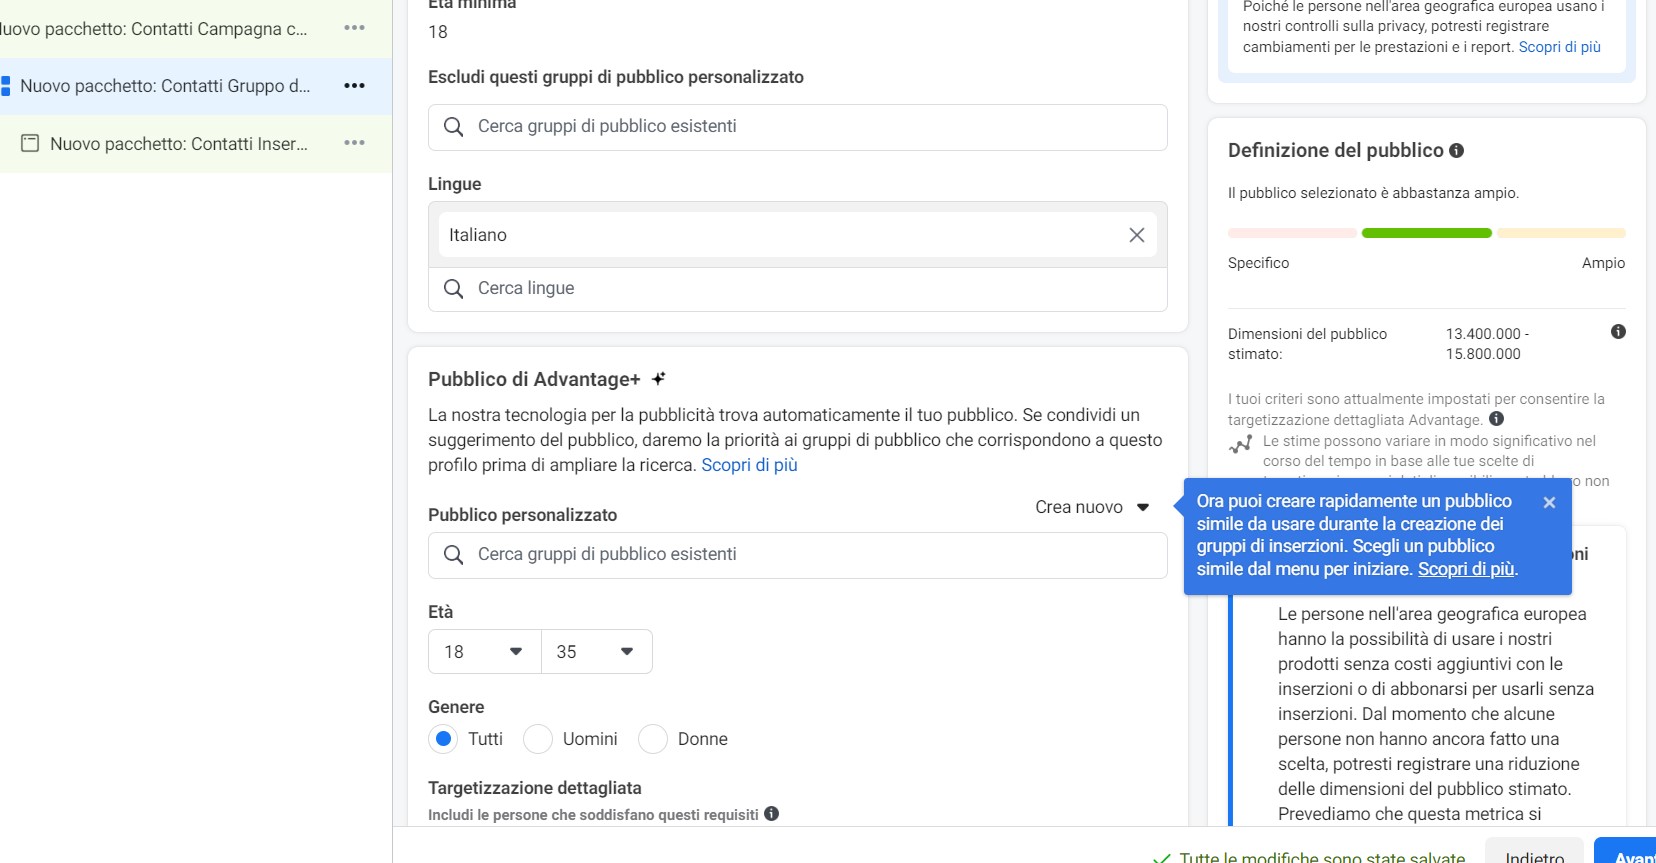 Nuovo pacchetto: Contatti Campagna c...
Nuovo pacchetto: Contatti Gruppo d...
Nuovo pacchetto: Contatti Inser...
Età minima
18
Escludi questi gruppi di pubblico personalizzato
Cerca gruppi di pubblico esistenti
Lingue
Italiano
Cerca lingue
Pubblico di Advantage+
La nostra tecnologia per la pubblicità trova automaticamente il tuo pubblico. Se condividi un
suggerimento del pubblico, daremo la priorità ai gruppi di pubblico che corrispondono a questo
profilo prima di ampliare la ricerca. Scopri di più
Crea nuovo
Pubblico personalizzato
Cerca gruppi di pubblico esistenti
Età
18
35
Genere
Tutti
Uomini
Donne
Targetizzazione dettagliata
Includi le persone che soddisfano questi requisiti
Poiché le persone nell'area geografica europea usano i
nostri controlli sulla privacy, potresti registrare
cambiamenti per le prestazioni e i report. Scopri di più
Definizione del pubblico
Il pubblico selezionato è abbastanza ampio.
Specifico
Ampio
Dimensioni del pubblico
stimato:
13.400.000 -
15.800.000
I tuoi criteri sono attualmente impostati per consentire la
targetizzazione dettagliata Advantage.
Le stime possono variare in modo significativo nel
corso del tempo in base alle tue scelte di
non
Ora puoi creare rapidamente un pubblico
simile da usare durante la creazione dei
gruppi di inserzioni. Scegli un pubblico
simile dal menu per iniziare. Scopri di più.
Le persone nell'area geografica europea
hanno la possibilità di usare i nostri
prodotti senza costi aggiuntivi con le
inserzioni o di abbonarsi per usarli senza
inserzioni. Dal momento che alcune
persone non hanno ancora fatto una
scelta, potresti registrare una riduzione
delle dimensioni del pubblico stimato.
Prevediamo che questa metrica si
Tutte le modifiche sono state salvate
Indietro
Avan